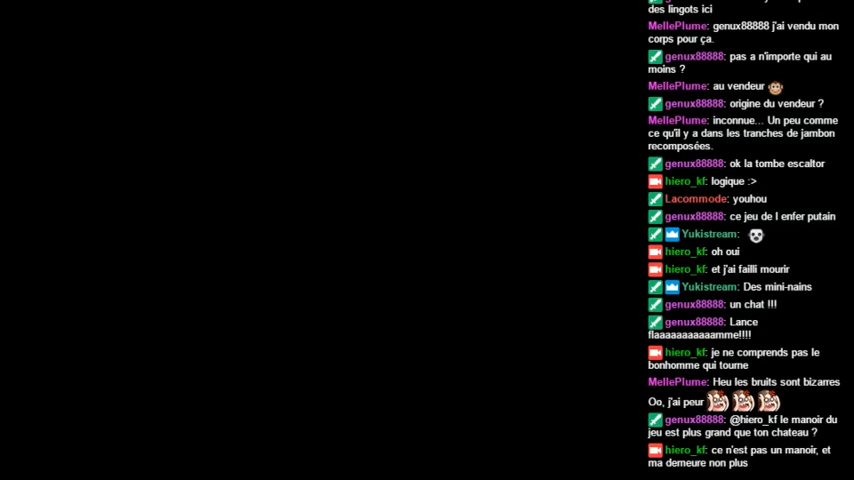 des lingots ici
MellePlume: genux88888 j'ai vendu mon
corps pour ça.
genux88888: pas a n'importe qui au
moins ?
MellePlume: au vendeur
genux88888: origine du vendeur ?
MellePlume: inconnue... Un peu comme
ce qu'il y a dans les tranches de jambon
recomposées.
genux88888: ok la tombe escaltor
hiero_kf: logique :>
Lacommode: youhou
genux88888: ce jeu de l enfer putain
Yukistream:
hiero_kf: oh oui
hiero_kf: et j'ai failli mourir
Yukistream: Des mini-nains
genux88888: un chat !!!
genux88888: Lance
flaaaaaaaaaamme!!!!
hiero_kf: je ne comprends pas le
bonhomme qui tourne
MellePlume: Heu les bruits sont bizarres
Oo, j'ai peur
genux88888: @hiero_kf le manoir du
jeu est plus grand que ton chateau ?
hiero_kf: ce n'est pas un manoir, et
ma demeure non plus